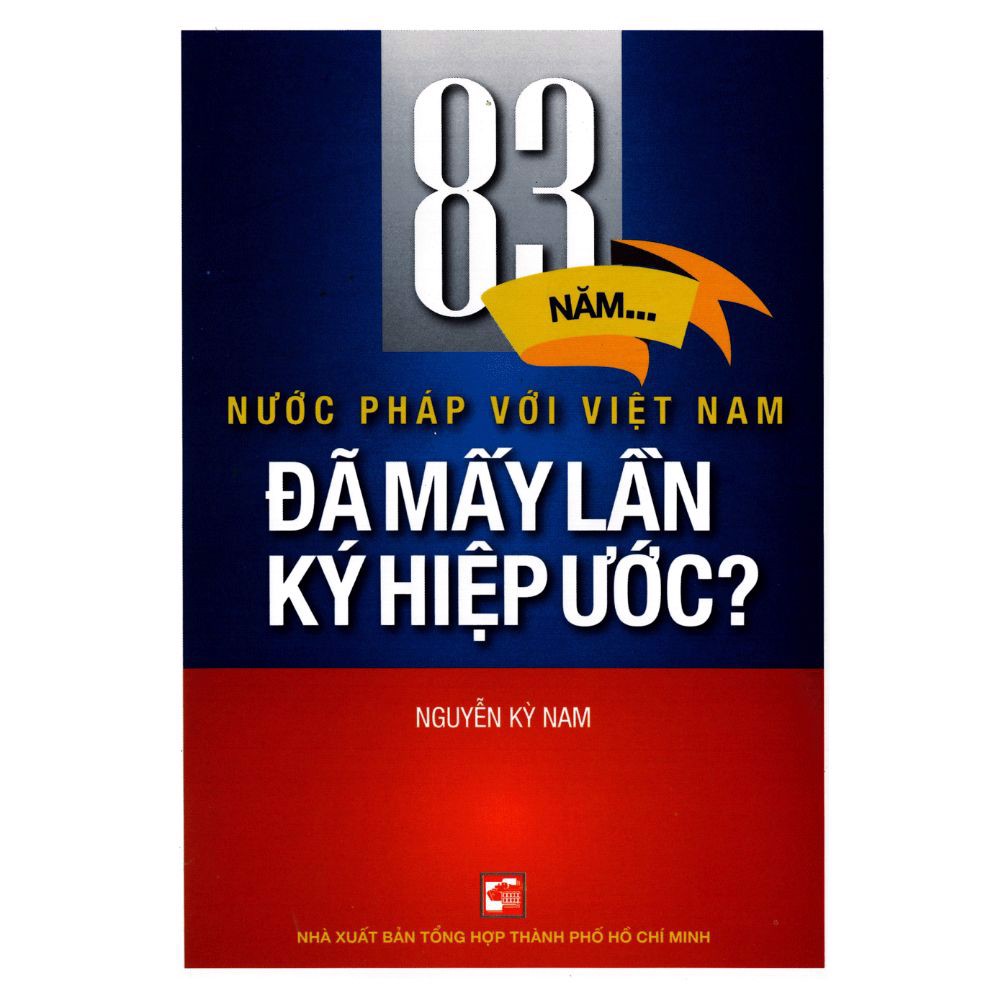 83
NĂM...
NƯỚC PHÁP VỚI VIỆT NAM
ĐÃ MẤY LẦN
KÝ HIỆP ƯỚC?
NGUYỄN KỲ NAM
NHÀ XUẤT BẢN TỔNG HỢP THÀNH PHỐ HỒ CHÍ MINH